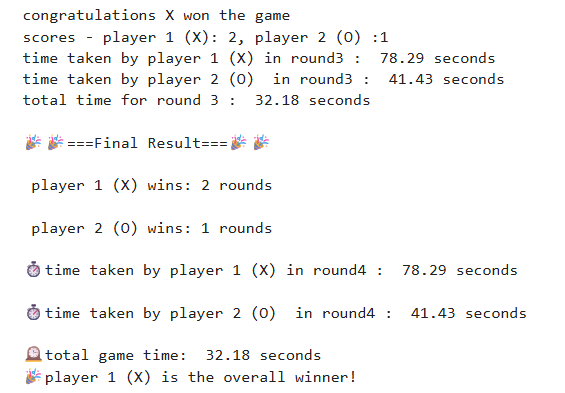 congratulations X won the game
scores - player 1 (X): 2, player 2 (O) :1
time taken by player 1 (X) in round3 :  78.29 seconds
time taken by player 2 (O)  in round3 :  41.43 seconds
total time for round 3 :  32.18 seconds
🎉🎉===Final Result===🎉🎉
player 1 (X) wins: 2 rounds
player 2 (O) wins: 1 rounds
⏱️time taken by player 1 (X) in round4 :  78.29 seconds
⏱️time taken by player 2 (O)  in round4 :  41.43 seconds
🕰️total game time:  32.18 seconds
🎉player 1 (X) is the overall winner!